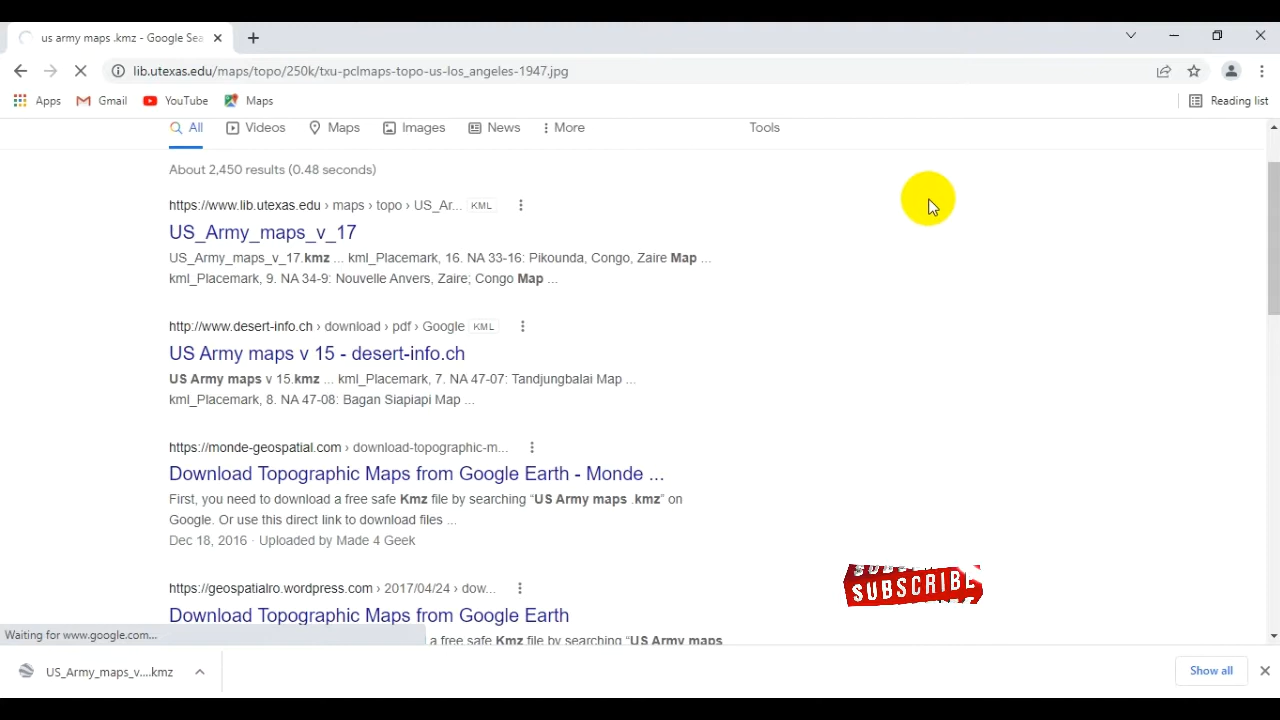 us army maps .kmz - Google Sea
lib.utexas.edu/maps/topo/250k/txu-pclmaps-topo-us-los_angeles-1947.jpg
Apps Gmail YouTube Maps Reading list
All Videos Maps Images News More Tools
About 2,450 results (0.48 seconds)
https://www.lib.utexas.edu › maps › topo › US_Ar... KML
US_Army_maps_v_17
US_Army_maps_v_17.kmz ... kml_Placemark, 16. NA 33-16: Pikounda, Congo, Zaire Map ...
kml_Placemark, 9. NA 34-9: Nouvelle Anvers, Zaire; Congo Map ...
http://www.desert-info.ch › download › pdf › Google KML
US Army maps v 15 - desert-info.ch
US Army maps v 15.kmz ... kml_Placemark, 7. NA 47-07: Tandjungbalai Map ...
kml_Placemark, 8. NA 47-08: Bagan Siapiapi Map ...
https://monde-geospatial.com › download-topographic-m...
Download Topographic Maps from Google Earth - Monde ...
First, you need to download a free safe Kmz file by searching “US Army maps .kmz” on
Google. Or use this direct link to download files ...
Dec 18, 2016 · Uploaded by Made 4 Geek
SUBSCRIBE
https://geospatialro.wordpress.com › 2017/04/24 › dow...
Download Topographic Maps from Google Earth
Waiting for www.google.com...
a free safe Kmz file by searching “US Army maps
US_Army_maps_v....kmz
Show all